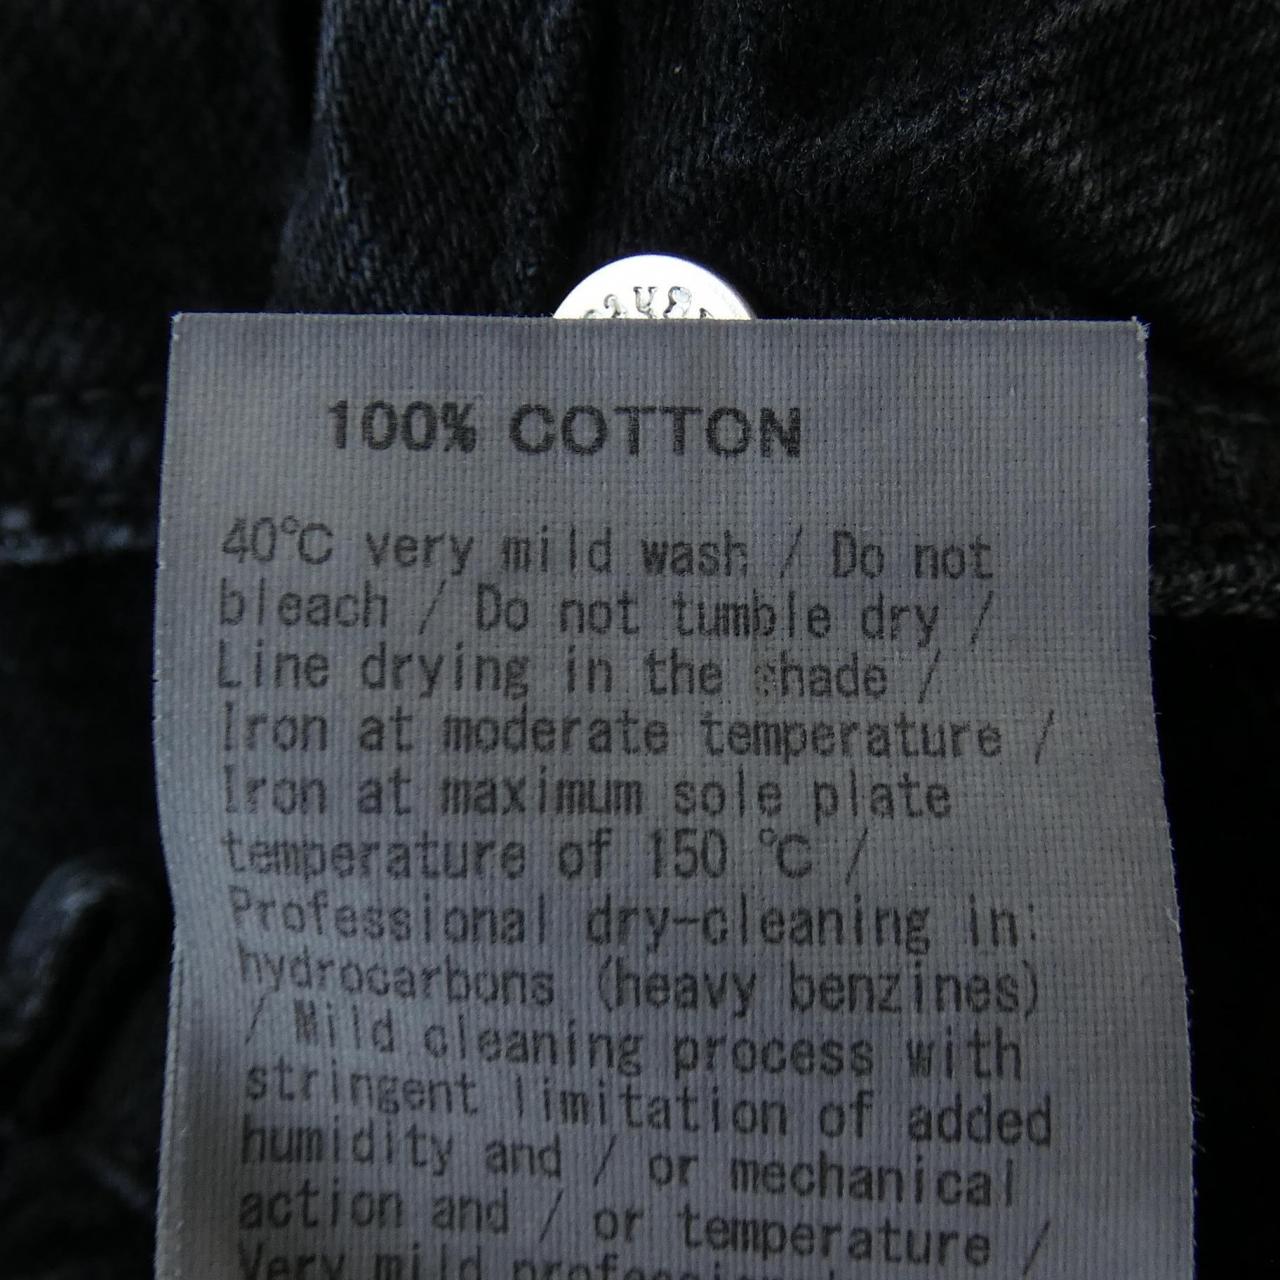 100% COTTON
40℃ very mild wash / Do not
bleach / Do not tumble dry /
Line drying in the shade /
Iron at moderate temperature /
Iron at maximum sole plate
temperature of 150 ℃ /
Professional dry-cleaning in:
hydrocarbons (heavy benzines)
/ Mild cleaning process with
stringent limitation of added
humidity and / or mechanical
action and / or temperature /
Very mild